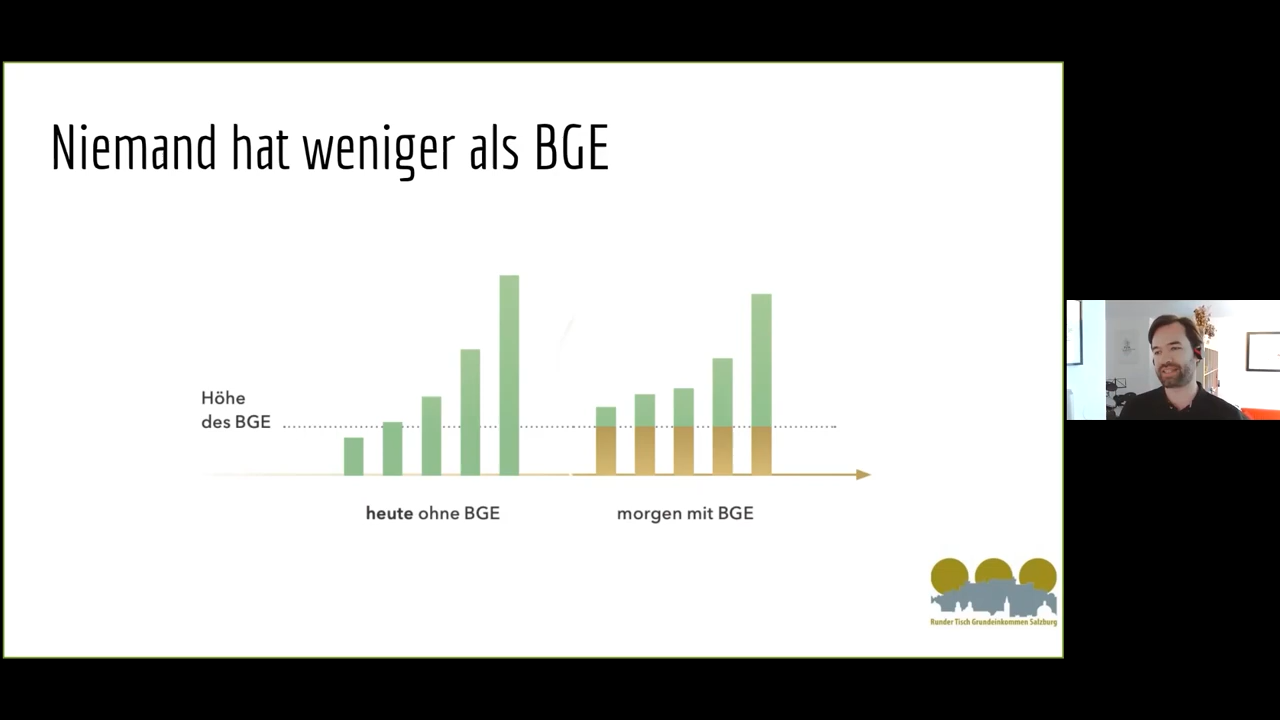 Niemand hat weniger als BGE
Höhe
des BGE
heute ohne BGE
morgen mit BGE
Runder Tisch Grundeinkommen Salzburg